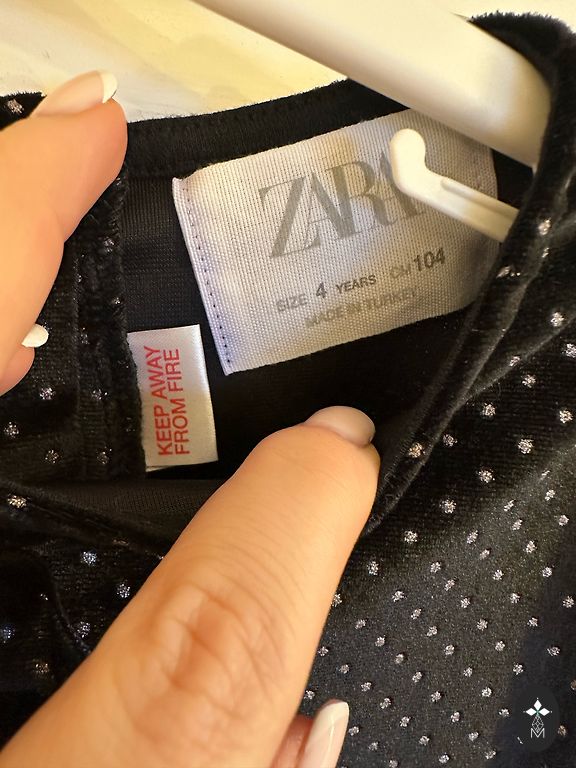 ZARA
SIZE 4 YEARS CM 104
MADE IN TURKEY
KEEP AWAY
FROM FIRE
M